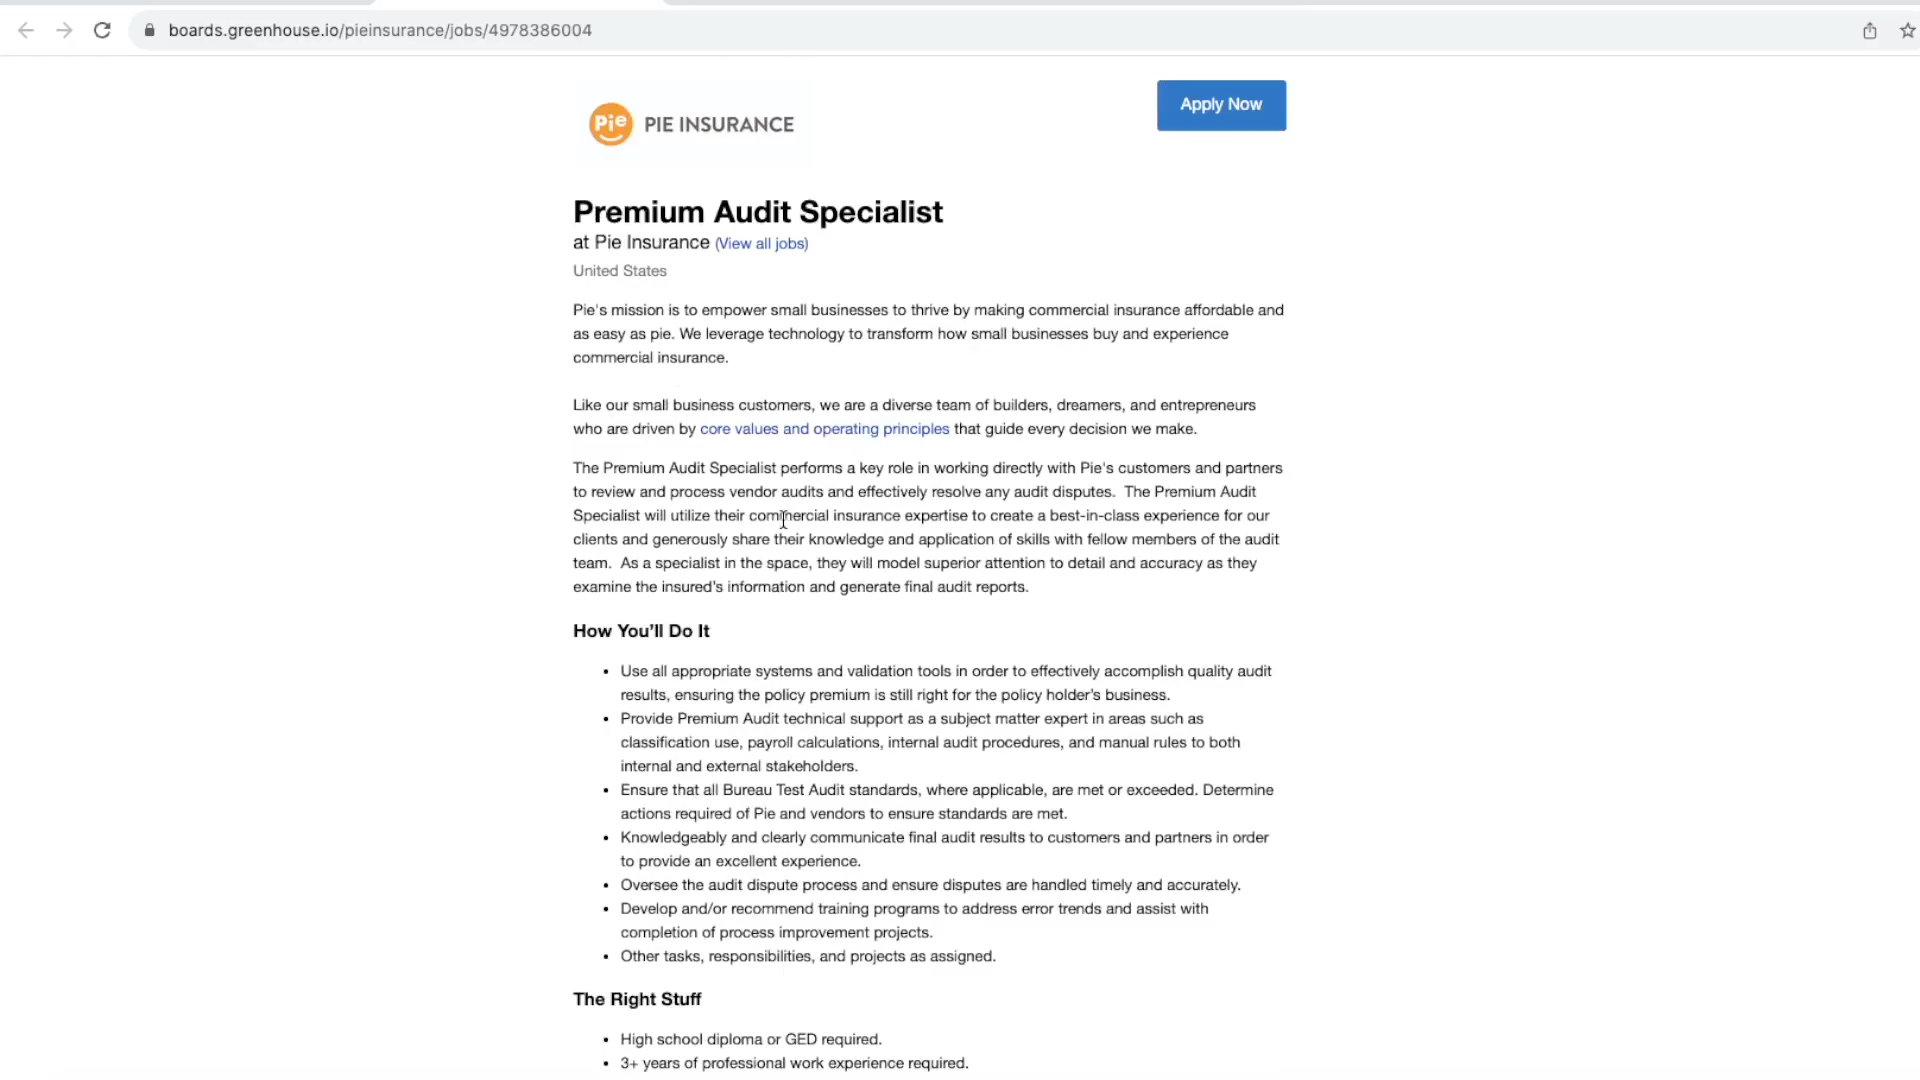 boards.greenhouse.io/pieinsurance/jobs/4978386004
Pie PIE INSURANCE
Apply Now
Premium Audit Specialist
at Pie Insurance (View all jobs)
United States
Pie's mission is to empower small businesses to thrive by making commercial insurance affordable and
as easy as pie. We leverage technology to transform how small businesses buy and experience
commercial insurance.
Like our small business customers, we are a diverse team of builders, dreamers, and entrepreneurs
who are driven by core values and operating principles that guide every decision we make.
The Premium Audit Specialist performs a key role in working directly with Pie's customers and partners
to review and process vendor audits and effectively resolve any audit disputes.  The Premium Audit
Specialist will utilize their commercial insurance expertise to create a best-in-class experience for our
clients and generously share their knowledge and application of skills with fellow members of the audit
team.  As a specialist in the space, they will model superior attention to detail and accuracy as they
examine the insured’s information and generate final audit reports.
How You’ll Do It
• Use all appropriate systems and validation tools in order to effectively accomplish quality audit
results, ensuring the policy premium is still right for the policy holder’s business.
• Provide Premium Audit technical support as a subject matter expert in areas such as
classification use, payroll calculations, internal audit procedures, and manual rules to both
internal and external stakeholders.
• Ensure that all Bureau Test Audit standards, where applicable, are met or exceeded. Determine
actions required of Pie and vendors to ensure standards are met.
• Knowledgeably and clearly communicate final audit results to customers and partners in order
to provide an excellent experience.
• Oversee the audit dispute process and ensure disputes are handled timely and accurately.
• Develop and/or recommend training programs to address error trends and assist with
completion of process improvement projects.
• Other tasks, responsibilities, and projects as assigned.
The Right Stuff
• High school diploma or GED required.
• 3+ years of professional work experience required.